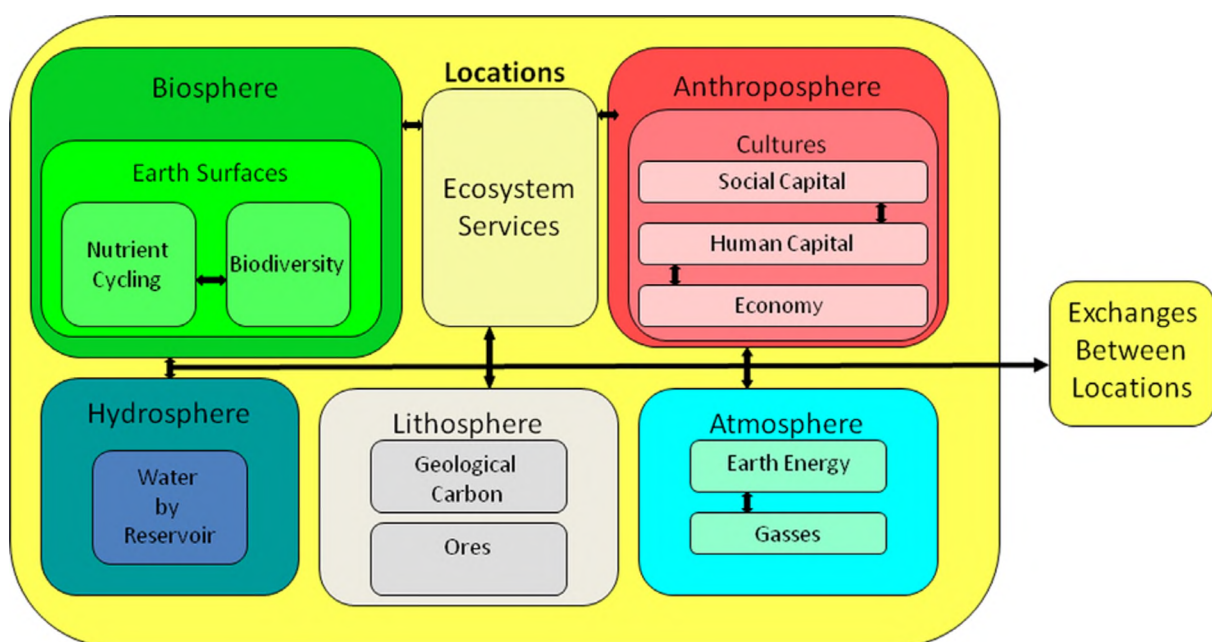 Locations
Biosphere
Earth Surfaces
Nutrient
Cycling
Biodiversity
Ecosystem
Services
Anthroposphere
Cultures
Social Capital
Human Capital
Economy
Hydrosphere
Water
by
Reservoir
Lithosphere
Geological
Carbon
Ores
Atmosphere
Earth Energy
Gasses
Exchanges
Between
Locations